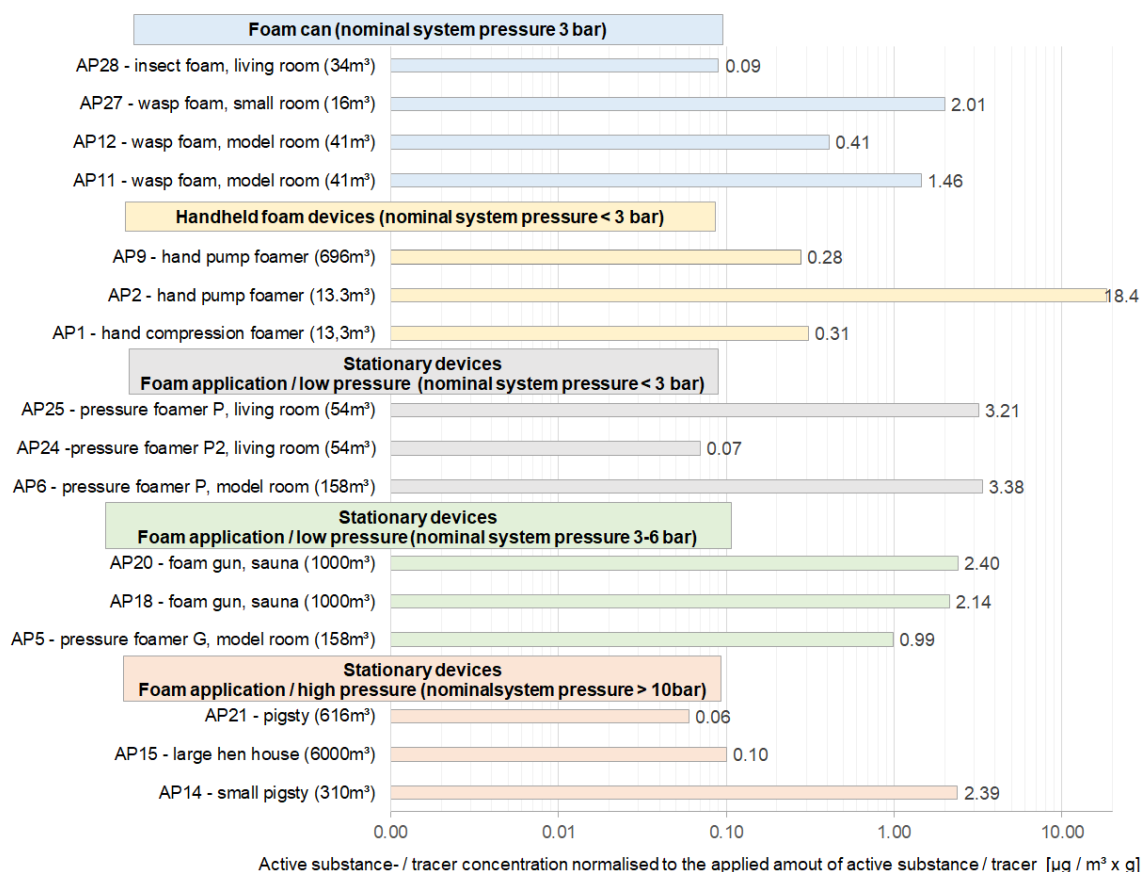 Foam can (nominal system pressure 3 bar)
AP28 - insect foam, living room (34m³) 0.09
AP27 - wasp foam, small room (16m³) 2.01
AP12 - wasp foam, model room (41m³) 0.41
AP11 - wasp foam, model room (41m³) 1.46
Handheld foam devices (nominal system pressure < 3 bar)
AP9 - hand pump foamer (696m³) 0.28
AP2 - hand pump foamer (13.3m³) 18.4
AP1 - hand compression foamer (13,3m³) 0.31
Stationary devices
Foam application / low pressure (nominal system pressure < 3 bar)
AP25 - pressure foamer P, living room (54m³) 3.21
AP24 -pressure foamer P2, living room (54m³) 0.07
AP6 - pressure foamer P, model room (158m³) 3.38
Stationary devices
Foam application / low pressure (nominal system pressure 3-6 bar)
AP20 - foam gun, sauna (1000m³) 2.40
AP18 - foam gun, sauna (1000m³) 2.14
AP5 - pressure foamer G, model room (158m³) 0.99
Stationary devices
Foam application / high pressure (nominalsystem pressure > 10bar)
AP21 - pigsty (616m³) 0.06
AP15 - large hen house (6000m³) 0.10
AP14 - small pigsty (310m³) 2.39
0.00 0.01 0.10 1.00 10.00
Active substance- / tracer concentration normalised to the applied amout of active substance / tracer [µg / m³ x g]